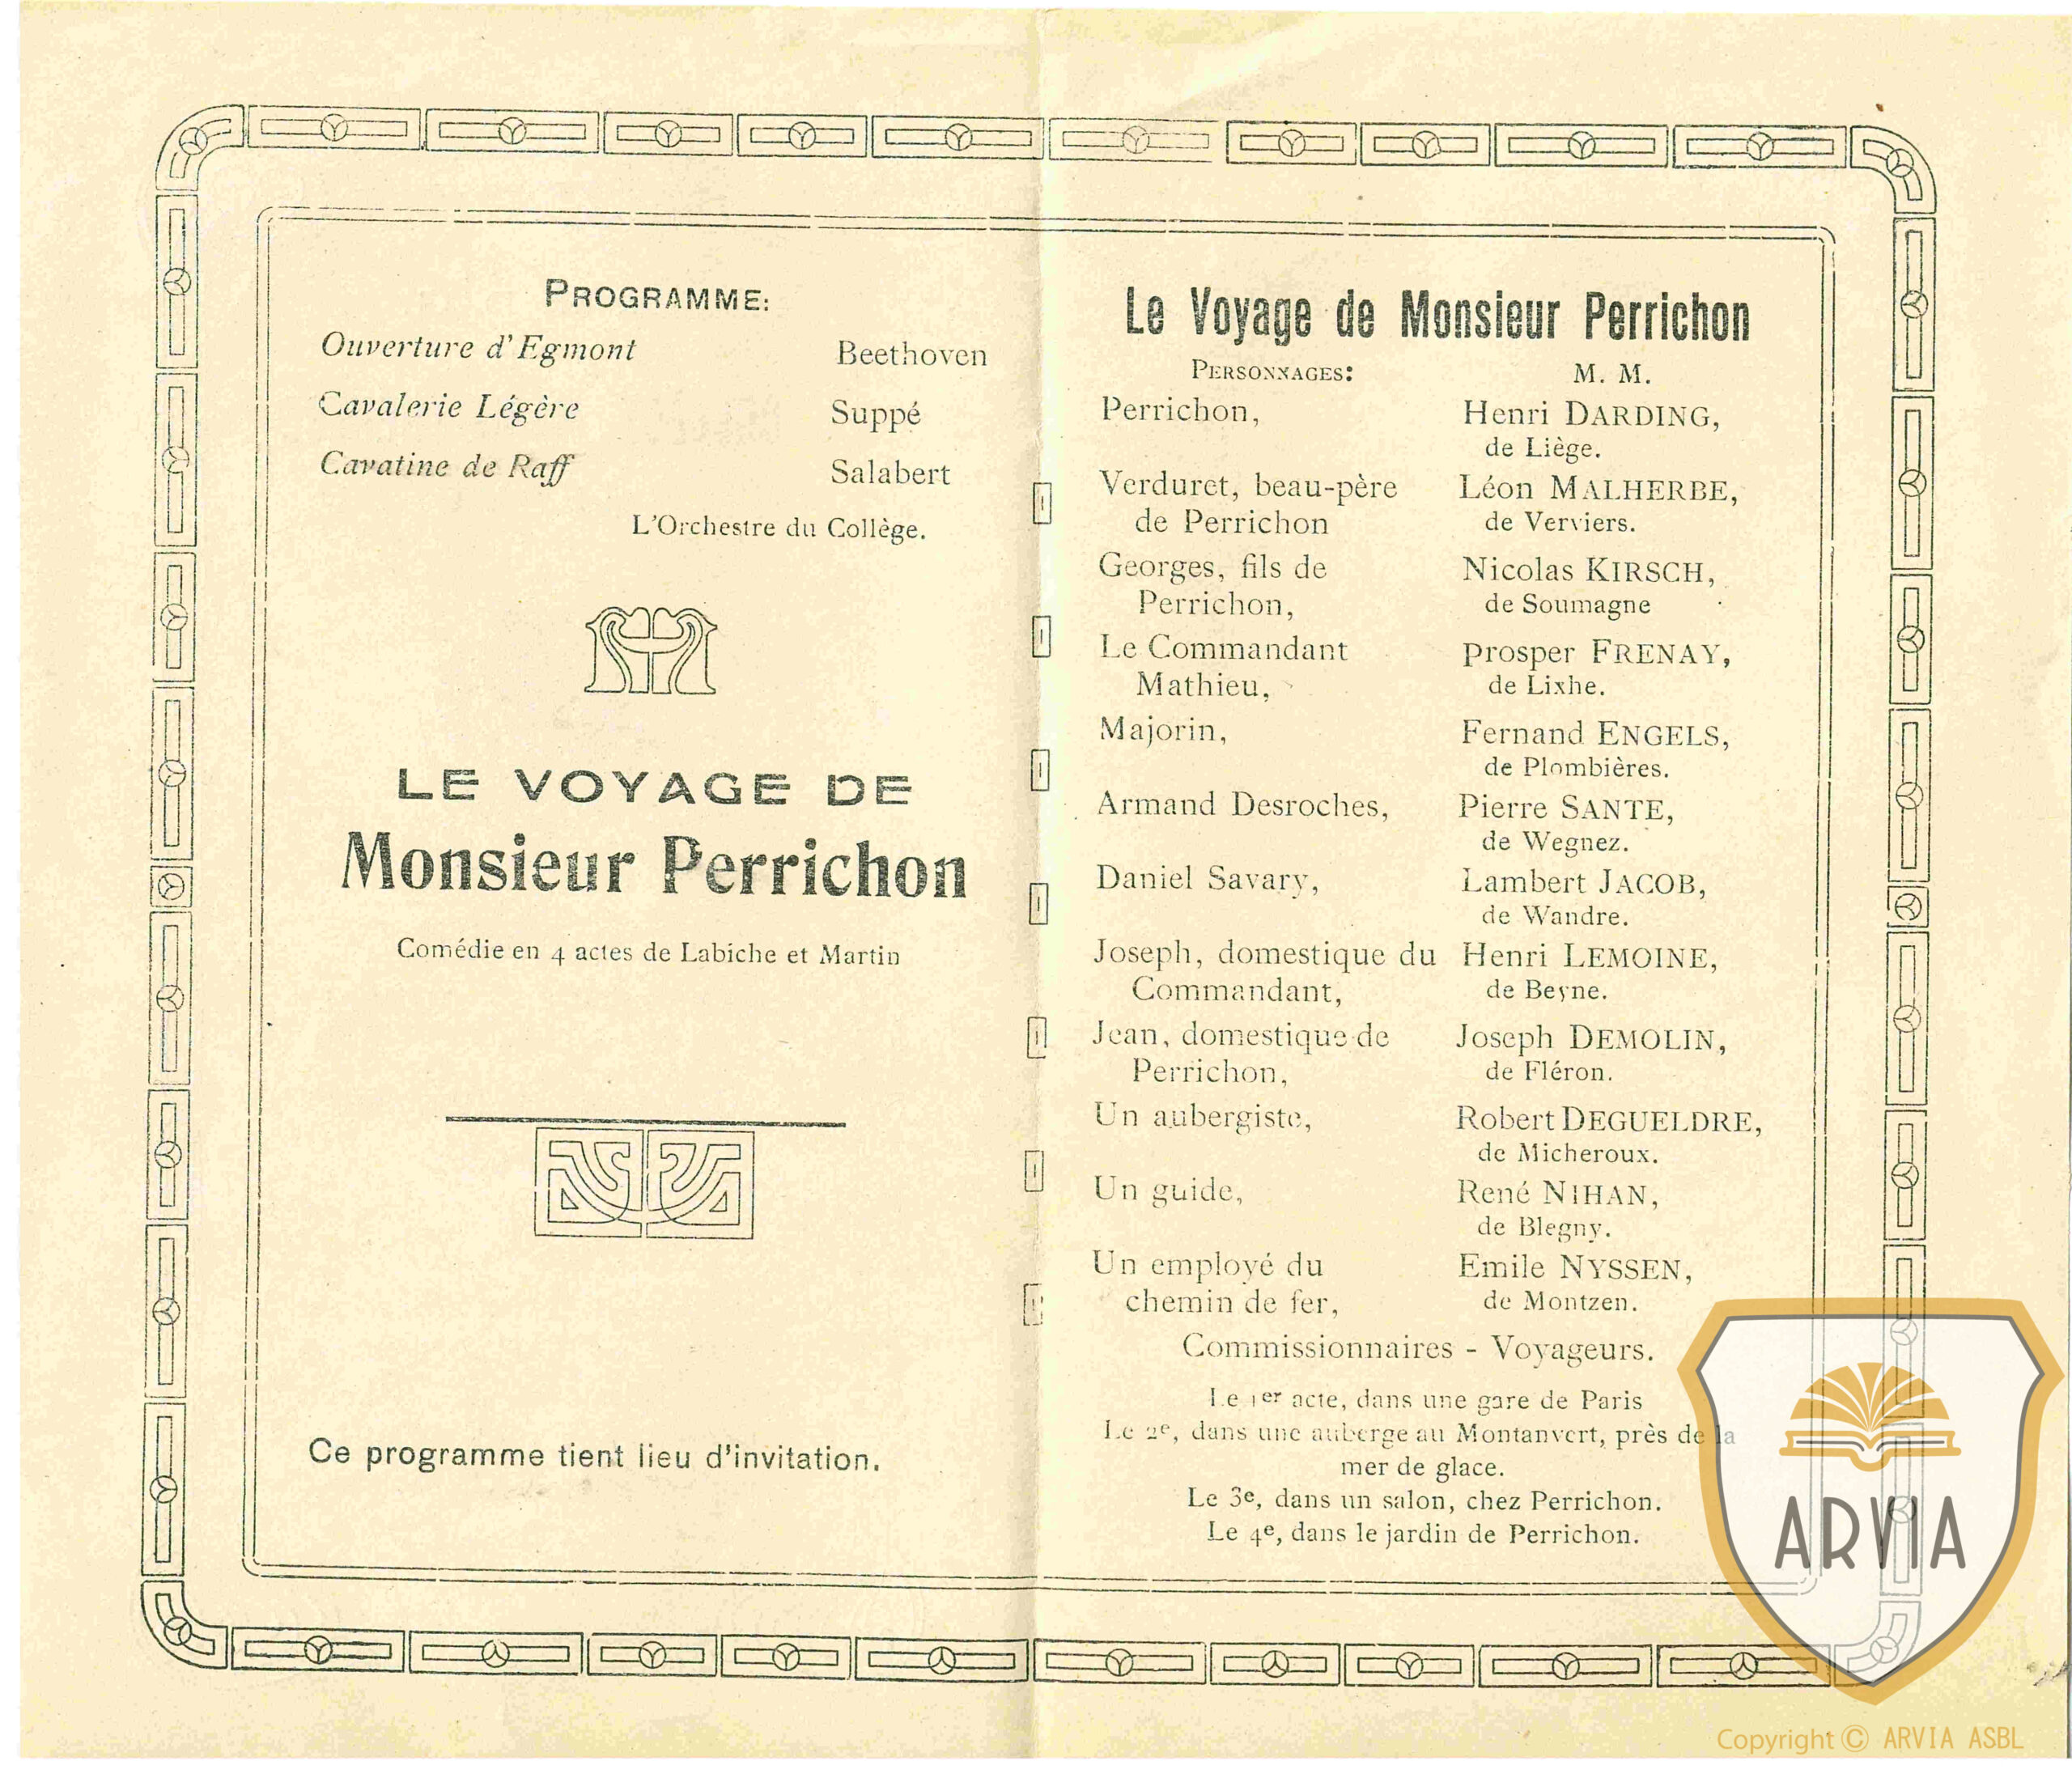 PROGRAMME:
Ouverture d'Egmont Beethoven
Cavalerie Légère Suppé
Cavatine de Raff Salabert
L'Orchestre du Collège.
LE VOYAGE DE
Monsieur Perrichon
Comédie en 4 actes de Labiche et Martin
Ce programme tient lieu d'invitation.
Le Voyage de Monsieur Perrichon
PERSONNAGES: M. M.
Perrichon, Henri DARDING,
de Liège.
Verduret, beau-père Léon MALHERBE,
de Perrichon de Verviers.
Georges, fils de Nicolas KIRSCH,
Perrichon, de Soumagne
Le Commandant Prosper FRENAY,
Mathieu, de Lixhe.
Majorin, Fernand ENGELS,
de Plombières.
Armand Desroches, Pierre SANTE,
de Wegnez.
Daniel Savary, Lambert JACOB,
de Wandre.
Joseph, domestique du Henri LEMOINE,
Commandant, de Beyne.
Jean, domestique de Joseph DEMOLIN,
Perrichon, de Fléron.
Un aubergiste, Robert DEGUELDRE,
de Micheroux.
Un guide, René NIHAN,
de Blegny.
Un employé du Emile NYSSEN,
chemin de fer, de Montzen.
Commissionnaires - Voyageurs.
Le 1er acte, dans une gare de Paris
Le 2e, dans une auberge au Montanvert, près de la
mer de glace.
Le 3e, dans un salon, chez Perrichon.
Le 4e, dans le jardin de Perrichon.
ARVIA
Copyright © ARVIA ASBL